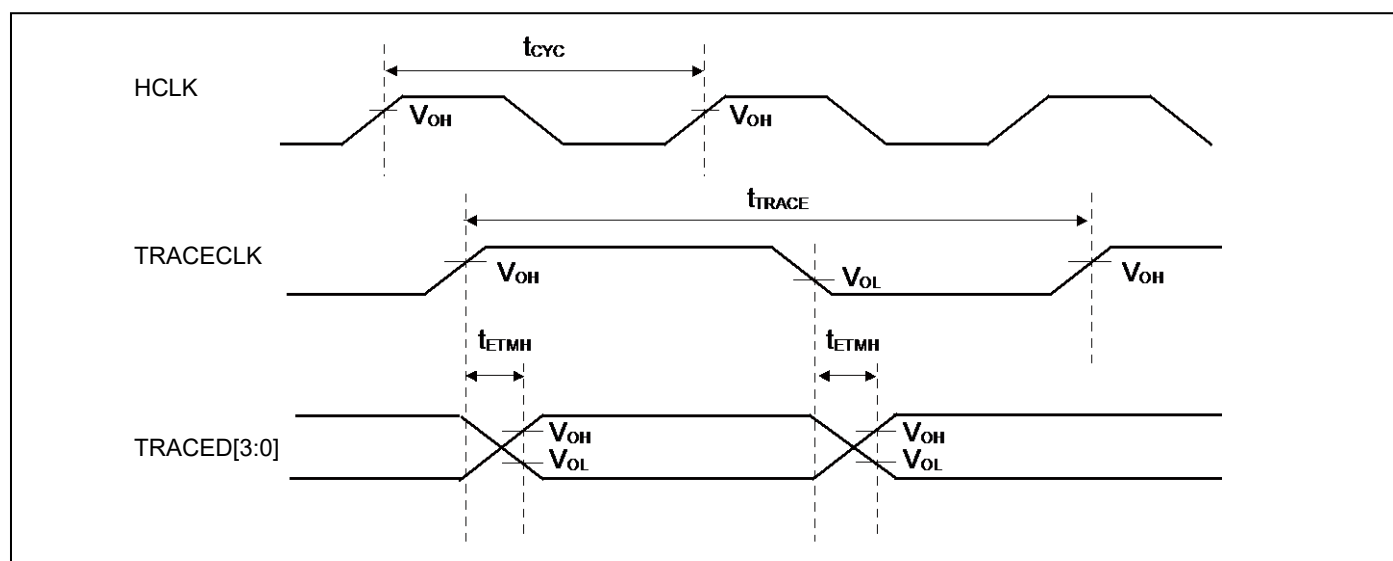 tCYC
HCLK
VOH VOH
tTRACE
TRACECLK
VOH VOL VOH
tETMH tETMH
TRACED[3:0]
VOH VOH
VOL VOL